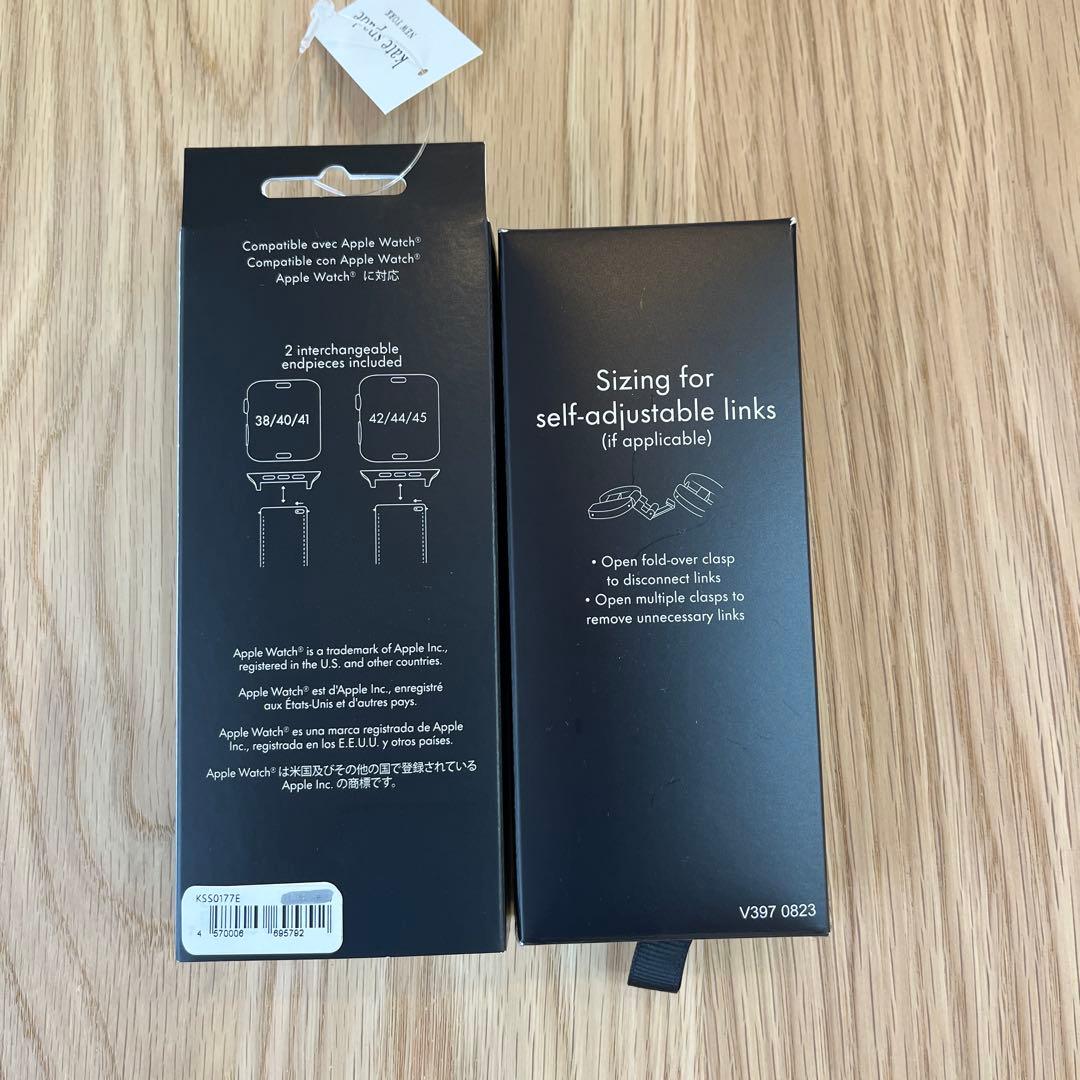 kate spade
NEW YORK
Compatible avec Apple Watch®
Compatible con Apple Watch®
Apple Watch® に対応
2 interchangeable
endpieces included
38/40/41
42/44/45
Apple Watch® is a trademark of Apple Inc.,
registered in the U.S. and other countries.
Apple Watch® est d'Apple Inc., enregistré
aux États-Unis et d'autres pays.
Apple Watch® es una marca registrada de Apple
Inc., registrada en los E.E.U.U. y otros países.
Apple Watch® は米国及びその他の国で登録されている
Apple Inc. の商標です。
KSS0177E
4 570006 695792
Sizing for
self-adjustable links
(if applicable)
• Open fold-over clasp
to disconnect links
• Open multiple clasps to
remove unnecessary links
V397 0823